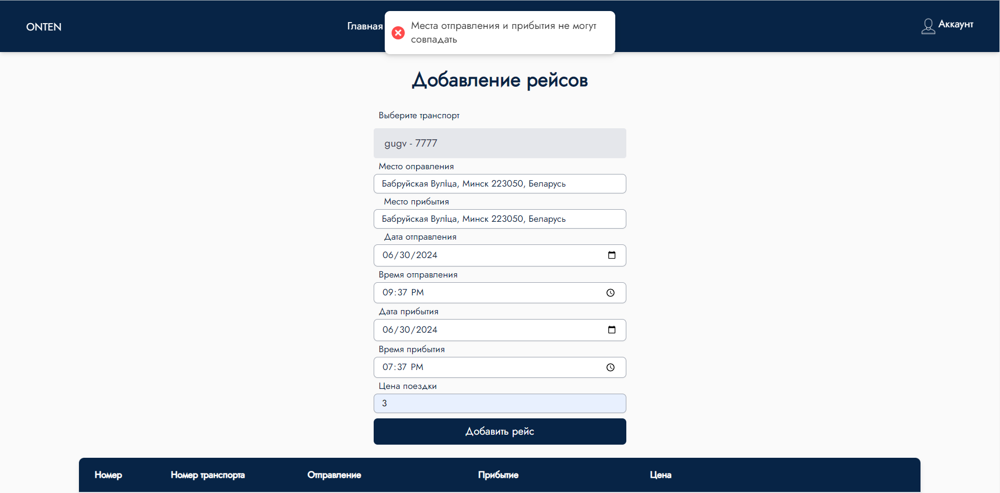 ONTEN
Главная
Места отправления и прибытия не могут
совпадать
Аккаунт
Добавление рейсов
Выберите транспорт
gugv - 7777
Место оправления
Бабруйская Вуліца, Минск 223050, Беларусь
Место прибытия
Бабруйская Вуліца, Минск 223050, Беларусь
Дата отправления
06/30/2024
Время отправления
09:37 PM
Дата прибытия
06/30/2024
Время прибытия
07:37 PM
Цена поездки
3
Добавить рейс
Номер Номер транспорта Отправление Прибытие Цена